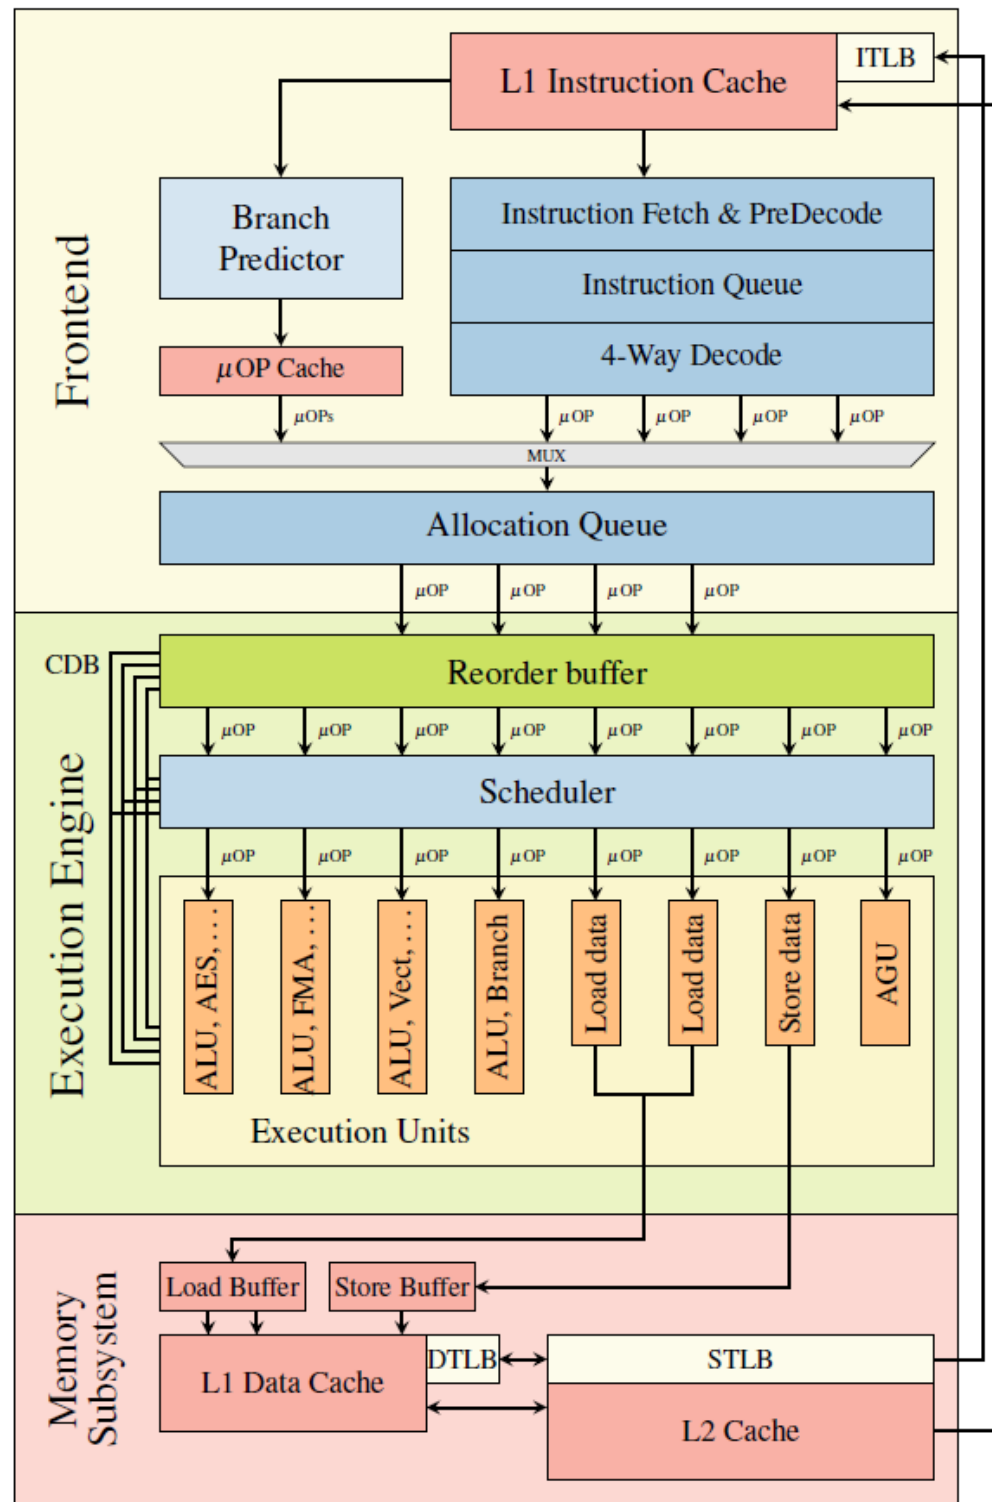 ITLB
L1 Instruction Cache
Branch
Predictor
Instruction Fetch & PreDecode
Instruction Queue
4-Way Decode
μOP Cache
μOPs
μOP
μOP
μOP
μOP
MUX
Allocation Queue
Frontend
μOP
μOP
μOP
μOP
CDB
Reorder buffer
μOP
μOP
μOP
μOP
μOP
μOP
μOP
μOP
Scheduler
μOP
μOP
μOP
μOP
μOP
μOP
μOP
μOP
Execution Engine
ALU, AES,...
ALU, FMA,...
ALU, Vect,...
ALU, Branch
Load data
Load data
Store data
AGU
Execution Units
Memory
Subsystem
Load Buffer
Store Buffer
L1 Data Cache
DTLB
STLB
L2 Cache